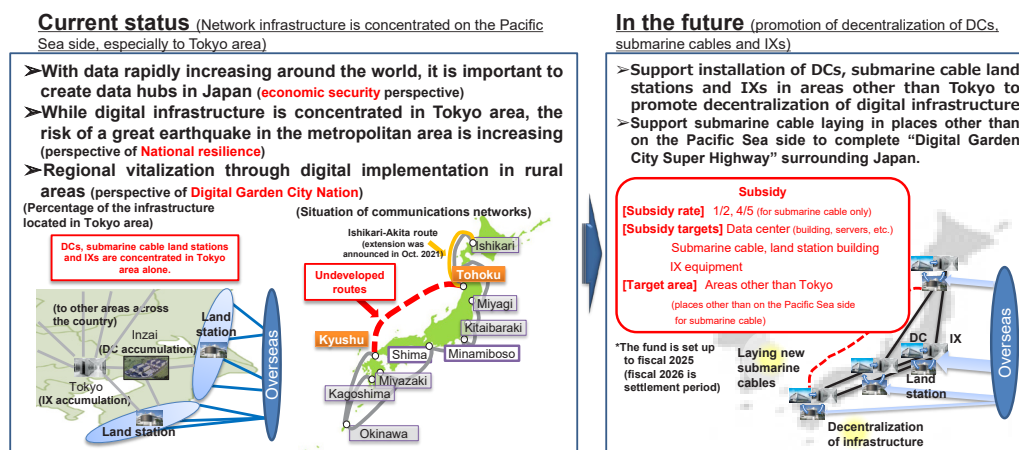 Current status (Network infrastructure is concentrated on the Pacific
Sea side, especially to Tokyo area)
➢With data rapidly increasing around the world, it is important to
create data hubs in Japan (economic security perspective)
➢While digital infrastructure is concentrated in Tokyo area, the
risk of a great earthquake in the metropolitan area is increasing
(perspective of National resilience)
➢Regional vitalization through digital implementation in rural
areas (perspective of Digital Garden City Nation)
(Percentage of the infrastructure
located in Tokyo area)
DCs, submarine cable land stations
and IXs are concentrated in Tokyo
area alone.
(to other areas across
the country)
Inzai
(DC accumulation)
Tokyo
(IX accumulation)
Land
station
Land station
Overseas
(Situation of communications networks)
Ishikari-Akita route
(extension was
announced in Oct. 2021)
Ishikari
Undeveloped
routes
Tohoku
Miyagi
Kitaibaraki
Kyushu
Shima
Minamiboso
Miyazaki
Kagoshima
Okinawa
In the future (promotion of decentralization of DCs,
submarine cables and IXs)
➢Support installation of DCs, submarine cable land
stations and IXs in areas other than Tokyo to
promote decentralization of digital infrastructure
➢Support submarine cable laying in places other than
on the Pacific Sea side to complete “Digital Garden
City Super Highway” surrounding Japan.
Subsidy
[Subsidy rate] 1/2, 4/5 (for submarine cable only)
[Subsidy targets] Data center (building, servers, etc.)
Submarine cable, land station building
IX equipment
[Target area] Areas other than Tokyo
(places other than on the Pacific Sea side
for submarine cable)
*The fund is set up
to fiscal 2025
(fiscal 2026 is
settlement period)
Laying new
submarine
cables
DC
IX
Land
station
Overseas
Decentralization
of infrastructure